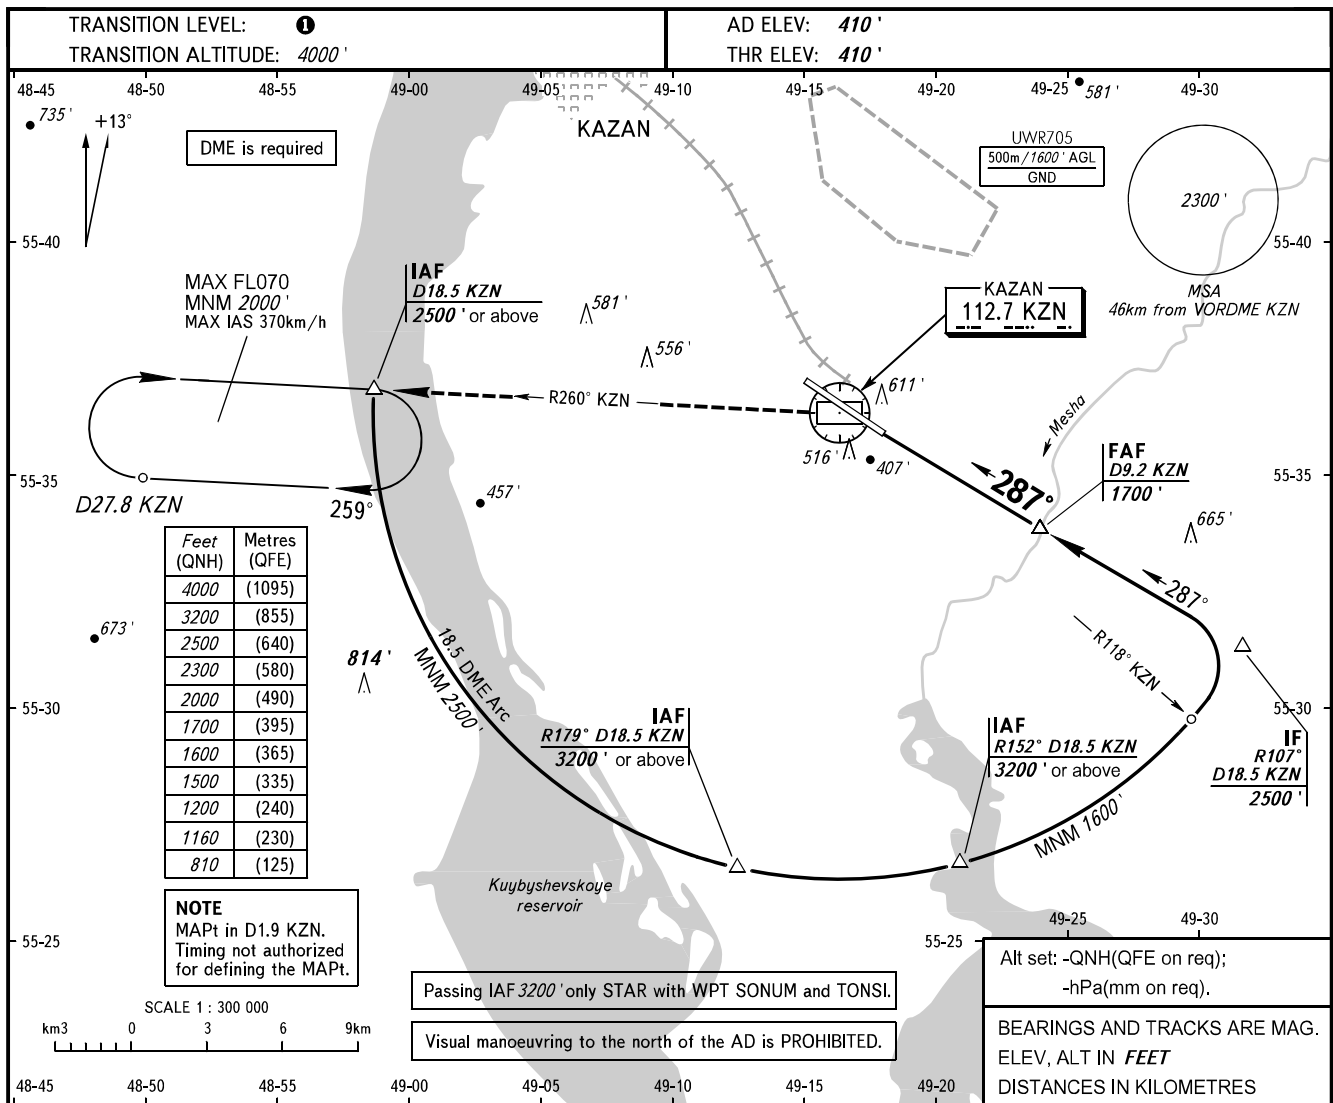 TRANSITION LEVEL: ❶
TRANSITION ALTITUDE: 4000 '
AD ELEV: 410 '
THR ELEV: 410 '
48-45 48-50 48-55 49-00 49-05 49-10 49-15 49-20 49-25 49-30
735 '
+13°
DME is required
KAZAN
581 '
UWR705
500m/1600 ' AGL
GND
2300 '
MSA
46km from VORDME KZN
55-40
55-40
MAX FL070
MNM 2000 '
MAX IAS 370km/h
IAF
D18.5 KZN
2500 ' or above
581 '
556 '
KAZAN
112.7 KZN
R260° KZN
611 '
516 '
407 '
Mesha
FAF
D9.2 KZN
1700 '
287°
665 '
55-35
55-35
D27.8 KZN
259°
457 '
287°
R118° KZN
Feet (QNH) Metres (QFE)
4000 (1095)
3200 (855)
2500 (640)
2300 (580)
2000 (490)
1700 (395)
1600 (365)
1500 (335)
1200 (240)
1160 (230)
810 (125)
673 '
814 '
18.5 DME Arc
MNM 2500 '
55-30
55-30
IAF
R179° D18.5 KZN
3200 ' or above
IAF
R152° D18.5 KZN
3200 ' or above
IF
R107°
D18.5 KZN
2500 '
MNM 1600 '
Kuybyshevskoye
reservoir
NOTE
MAPt in D1.9 KZN.
Timing not authorized
for defining the MAPt.
55-25
55-25
49-25 49-30
SCALE 1 : 300 000
km3 0 3 6 9km
Passing IAF 3200 ' only STAR with WPT SONUM and TONSI.
Visual manoeuvring to the north of the AD is PROHIBITED.
Alt set: -QNH(QFE on req);
-hPa(mm on req).
BEARINGS AND TRACKS ARE MAG.
ELEV, ALT IN FEET
DISTANCES IN KILOMETRES
48-45 48-50 48-55 49-00 49-05 49-10 49-15 49-20